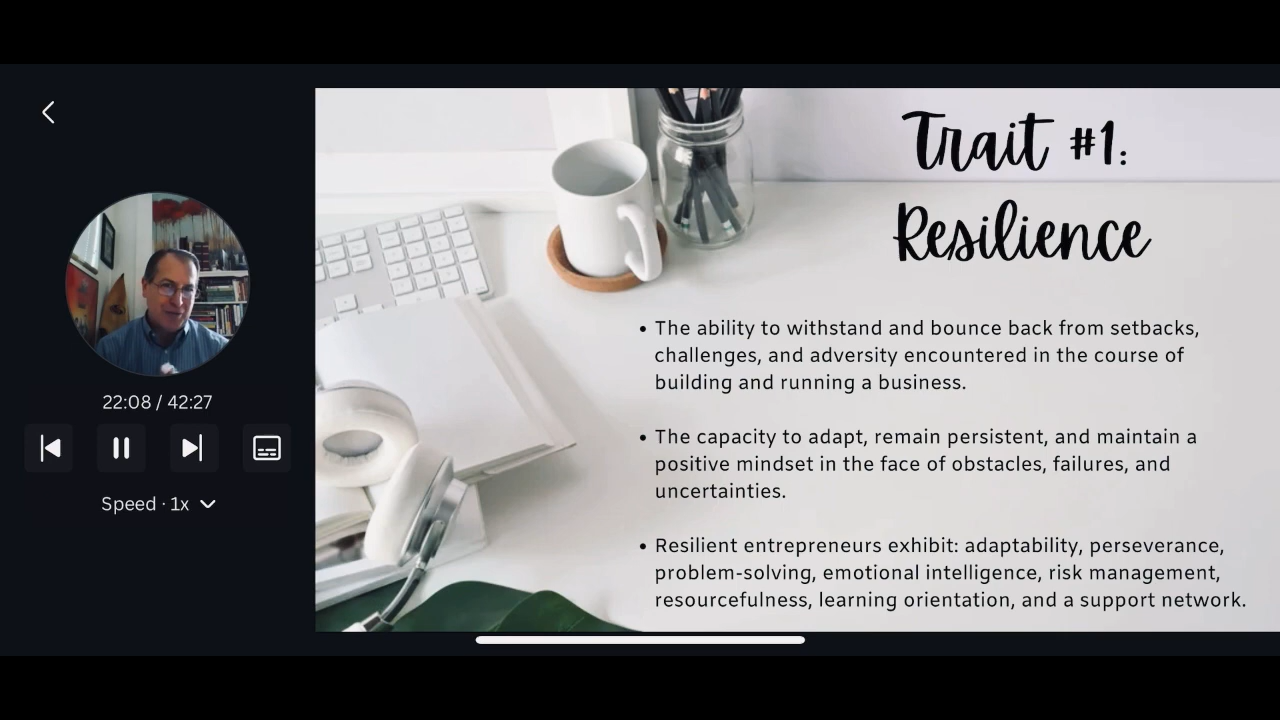 22:08 / 42:27
Speed · 1x
Trait #1:
Resilience
• The ability to withstand and bounce back from setbacks,
challenges, and adversity encountered in the course of
building and running a business.
• The capacity to adapt, remain persistent, and maintain a
positive mindset in the face of obstacles, failures, and
uncertainties.
• Resilient entrepreneurs exhibit: adaptability, perseverance,
problem-solving, emotional intelligence, risk management,
resourcefulness, learning orientation, and a support network.